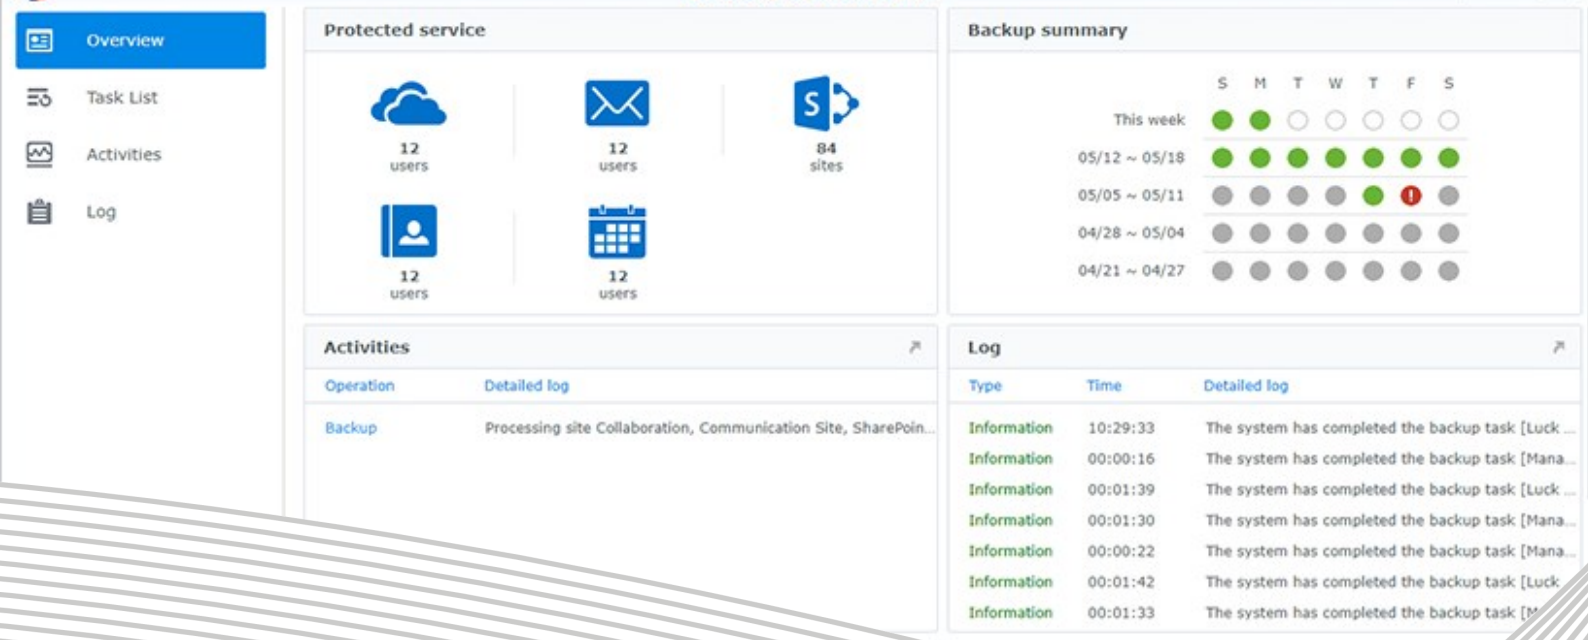 Overview
Task List
Activities
Log
Protected service
12
users
12
users
84
sites
12
users
12
users
Backup summary
S M T W T F S
This week
05/12 ~ 05/18
05/05 ~ 05/11
04/28 ~ 05/04
04/21 ~ 04/27
Activities
Operation Detailed log
Backup Processing site Collaboration, Communication Site, SharePoin...
Log
Type Time Detailed log
Information 10:29:33 The system has completed the backup task [Luck ...
Information 00:00:16 The system has completed the backup task [Mana...
Information 00:01:39 The system has completed the backup task [Luck ...
Information 00:01:30 The system has completed the backup task [Mana...
Information 00:00:22 The system has completed the backup task [Mana...
Information 00:01:42 The system has completed the backup task [Luck
Information 00:01:33 The system has completed the backup task